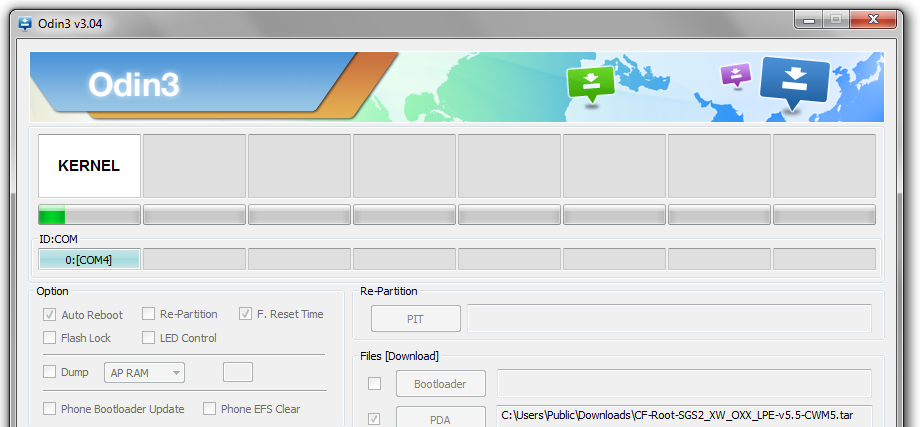 Odin3 v3.04
Odin3
KERNEL
ID:COM
0:[COM4]
Option
Auto Reboot Re-Partition F. Reset Time
Flash Lock LED Control
Dump AP RAM
Phone Bootloader Update Phone EFS Clear
Re-Partition
PIT
Files [Download]
Bootloader
PDA C:\Users\Public\Downloads\CF-Root-SGS2_XW_OXX_LPE-v5.5-CWM5.tar